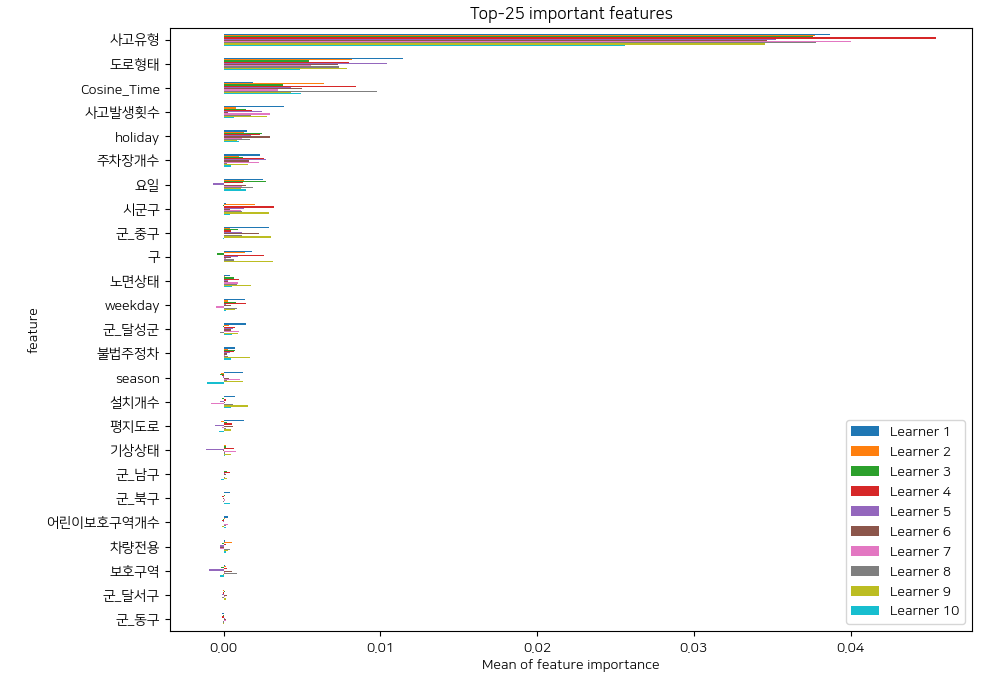 Top-25 important features
사고유형
도로형태
Cosine_Time
사고발생횟수
holiday
주차장개수
요일
시군구
군_중구
구
노면상태
weekday
군_달성군
불법주정차
season
설치개수
평지도로
기상상태
군_남구
군_북구
어린이보호구역개수
차량전용
보호구역
군_달서구
군_동구
feature
Learner 1
Learner 2
Learner 3
Learner 4
Learner 5
Learner 6
Learner 7
Learner 8
Learner 9
Learner 10
0.00 0.01 0.02 0.03 0.04
Mean of feature importance